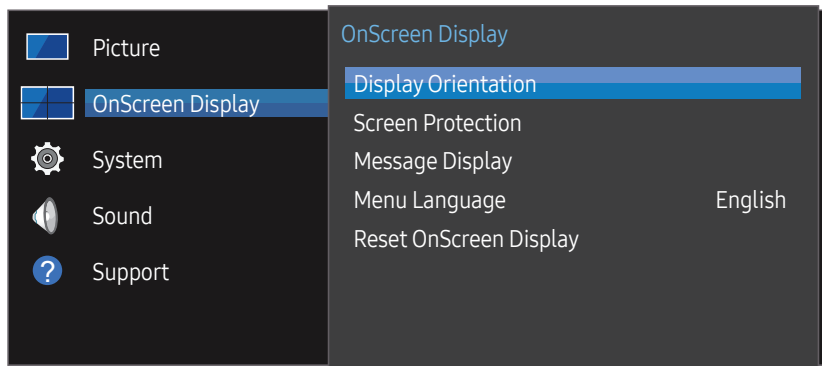 Picture
OnScreen Display
System
Sound
?
Support
OnScreen Display
Display Orientation
Screen Protection
Message Display
Menu Language English
Reset OnScreen Display